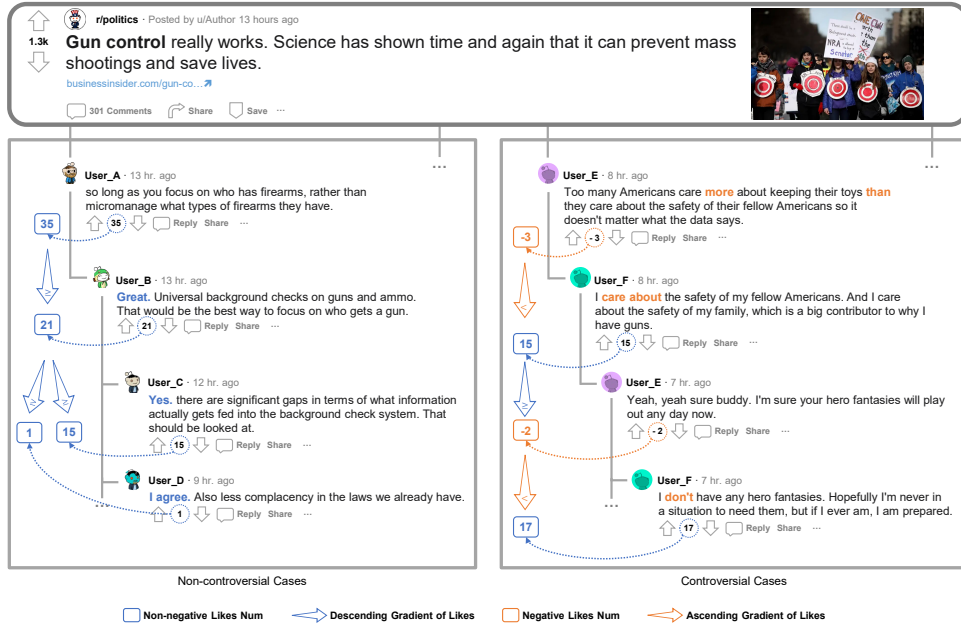 r/politics · Posted by u/Author 13 hours ago
1.3k
Gun control really works. Science has shown time and again that it can prevent mass
shootings and save lives.
businessinsider.com/gun-co...
301 Comments Share Save ...
ONE CHILD
NRA
Senator
...
User_A · 13 hr. ago
so long as you focus on who has firearms, rather than
micromanage what types of firearms they have.
35 Reply Share ...
35
≥
User_B · 13 hr. ago
Great. Universal background checks on guns and ammo.
That would be the best way to focus on who gets a gun.
21 Reply Share ...
21
≥ ≥
User_C · 12 hr. ago
Yes. there are significant gaps in terms of what information
actually gets fed into the background check system. That
should be looked at.
15 Reply Share ...
1 15
User_D · 9 hr. ago
I agree. Also less complacency in the laws we already have.
... 1 Reply Share ...
Non-controversial Cases
...
User_E · 8 hr. ago
Too many Americans care more about keeping their toys than
they care about the safety of their fellow Americans so it
doesn't matter what the data says.
-3 Reply Share ...
-3
<
User_F · 8 hr. ago
I care about the safety of my fellow Americans. And I care
about the safety of my family, which is a big contributor to why I
have guns.
15 Reply Share ...
15
≥
User_E · 7 hr. ago
Yeah, yeah sure buddy. I'm sure your hero fantasies will play
out any day now.
-2 Reply Share ...
-2
<
User_F · 7 hr. ago
I don't have any hero fantasies. Hopefully I'm never in
a situation to need them, but if I ever am, I am prepared.
... 17 Reply Share ...
17
Controversial Cases
Non-negative Likes Num Descending Gradient of Likes Negative Likes Num Ascending Gradient of Likes